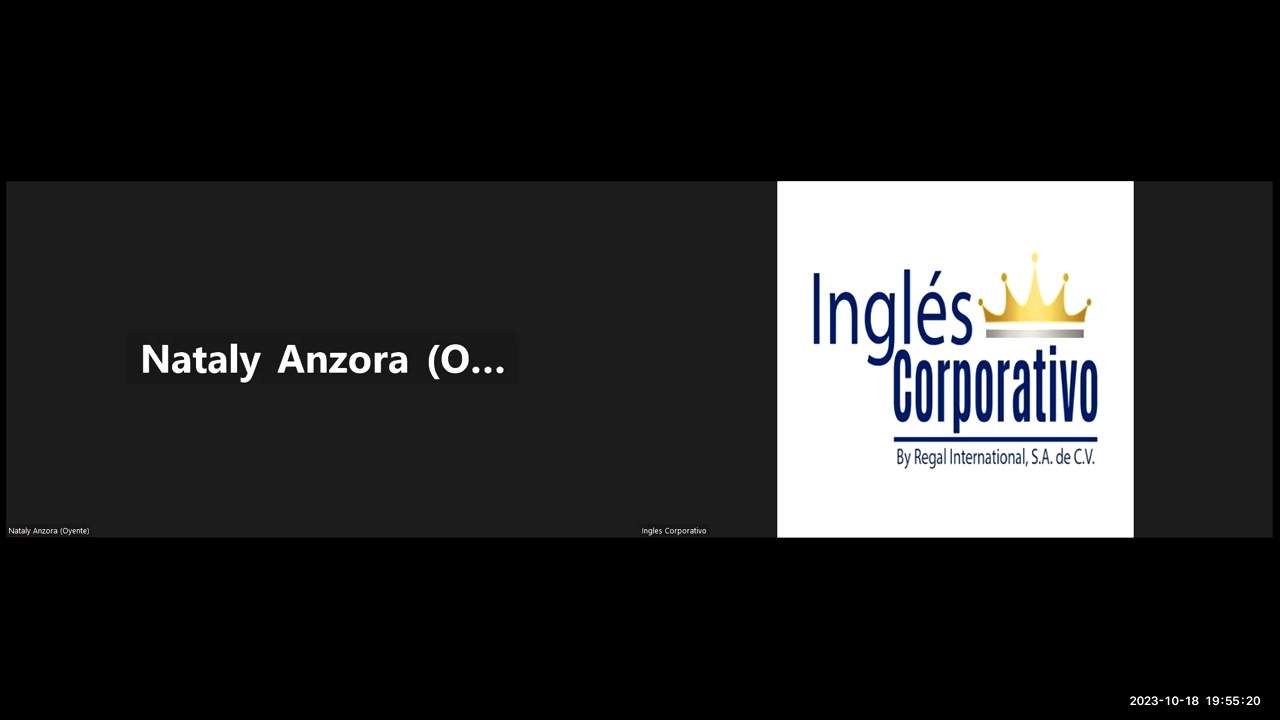 Nataly Anzora (O...
Inglés
Corporativo
By Regal International, S.A. de C.V.
Nataly Anzora (Oyente)
Ingles Corporativo
2023-10-18 19:55:20